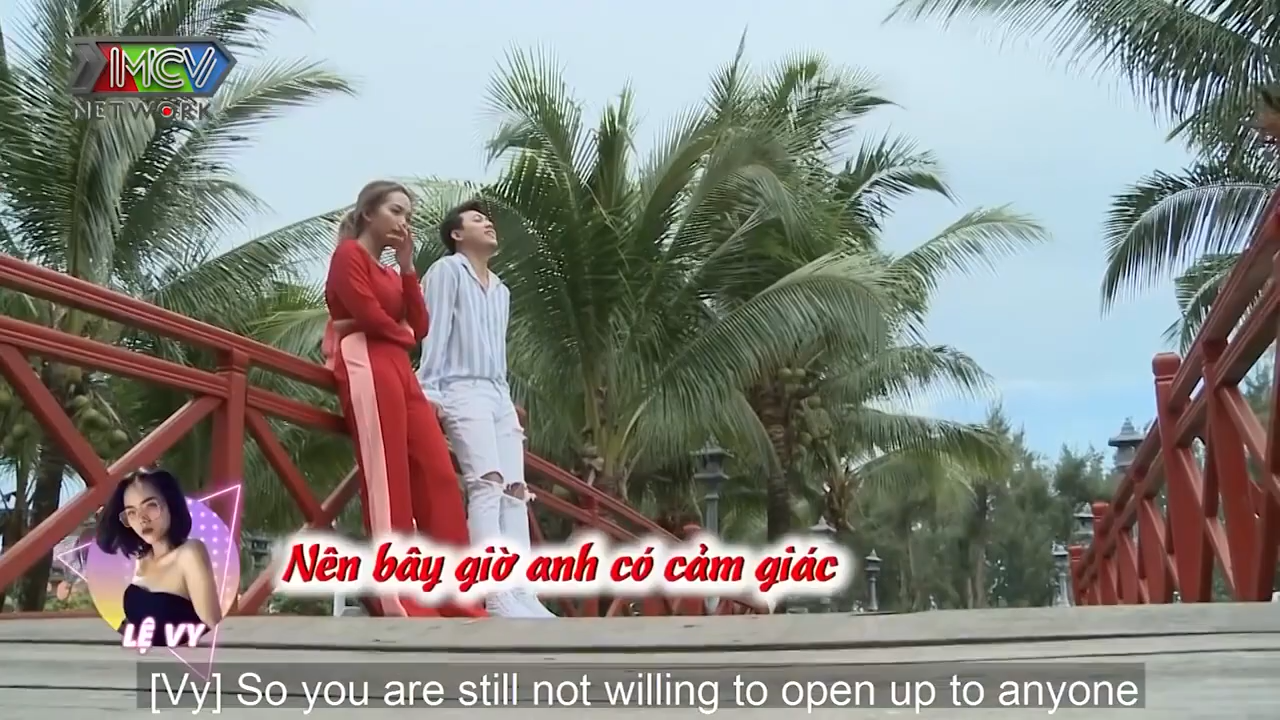 MCV
NETWORK
Nên bây giờ anh có cảm giác
LỆ VY
[Vy] So you are still not willing to open up to anyone